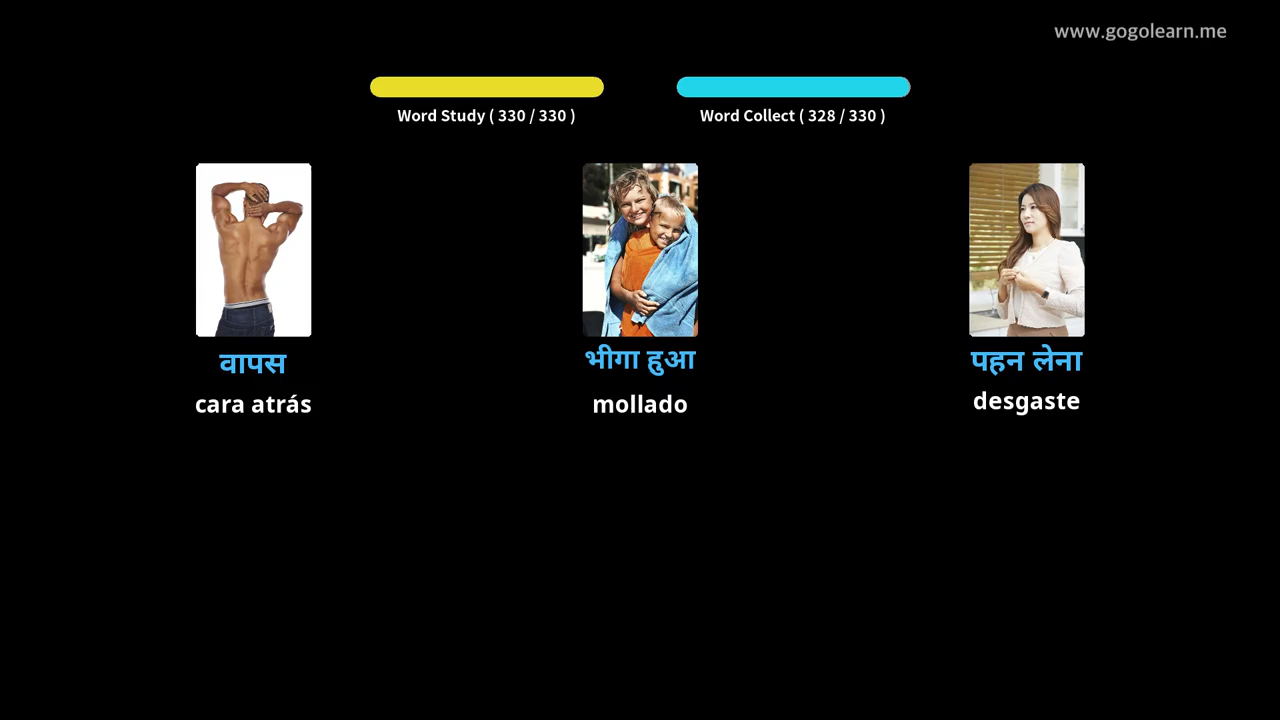 www.gogolearn.me
Word Study ( 330 / 330 )
Word Collect ( 328 / 330 )
वापस
भीगा हुआ
पहन लेना
cara atrás
mollado
desgaste